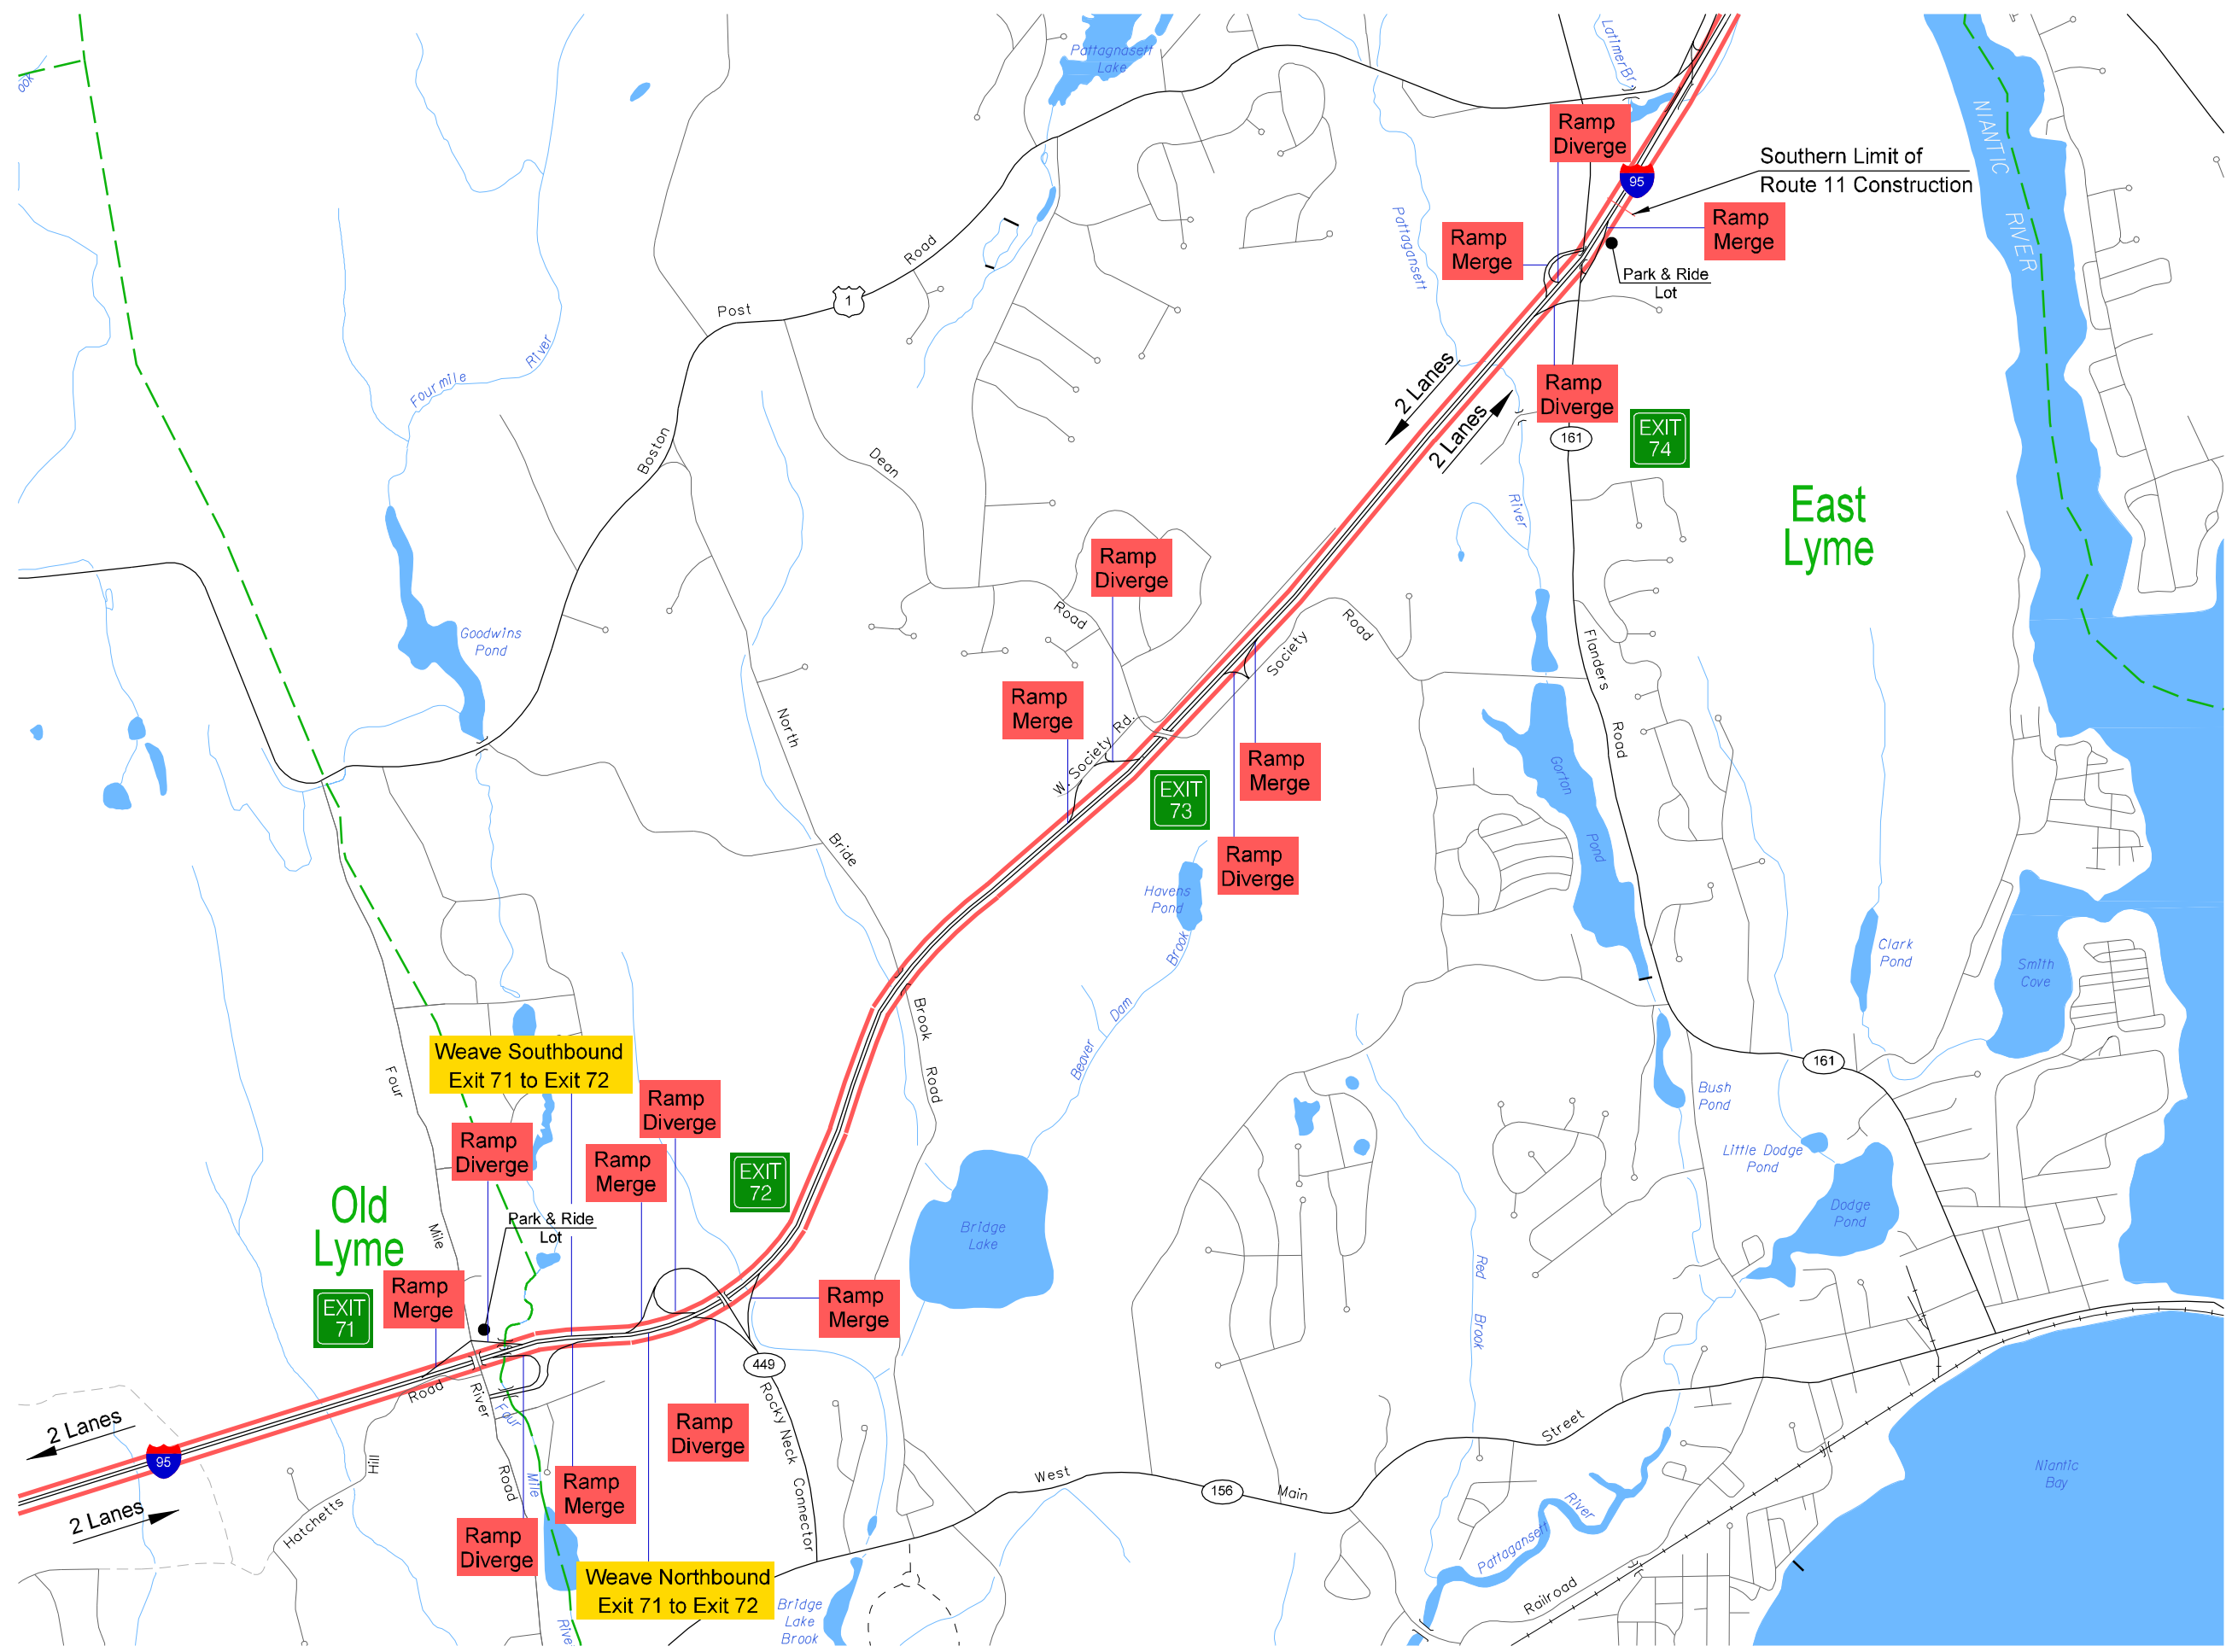 Pattagnasett
Lake
Latimer Br.
ook
Ramp
Diverge
95
Southern Limit of
Route 11 Construction
NIANTIC
RIVER
Ramp
Merge
Ramp
Merge
Pattagansett
Park & Ride
Lot
Road
1
Post
River
Fourmile
2 Lanes
2 Lanes
Ramp
Diverge
161
EXIT
74
Boston
Dean
River
East
Lyme
Ramp
Diverge
Road
Road
Society
Goodwins
Pond
Flanders
Road
Ramp
Merge
W. Society Rd.
North
Ramp
Merge
EXIT
73
Gorton
Pond
Bride
Ramp
Diverge
Havens
Pond
Brook
Dam
Beaver
Clark
Pond
Smith
Cove
Brook
Road
Weave Southbound
Exit 71 to Exit 72
Four
161
Bush
Pond
Ramp
Diverge
Ramp
Diverge
Ramp
Merge
EXIT
72
Little Dodge
Pond
Dodge
Pond
Old
Lyme
Mile
Park & Ride
Lot
Bridge
Lake
Red
Brook
Ramp
Merge
EXIT
71
Ramp
Merge
449
Road
River
Four
Rocky Neck Connector
Ramp
Diverge
2 Lanes
95
2 Lanes
Hill
Hatchetts
Road
Mile
Ramp
Merge
West
156
Main
Street
Niantic
Bay
Ramp
Diverge
River
Pattagansett
Weave Northbound
Exit 71 to Exit 72
Bridge
Lake
Brook
Railroad
River